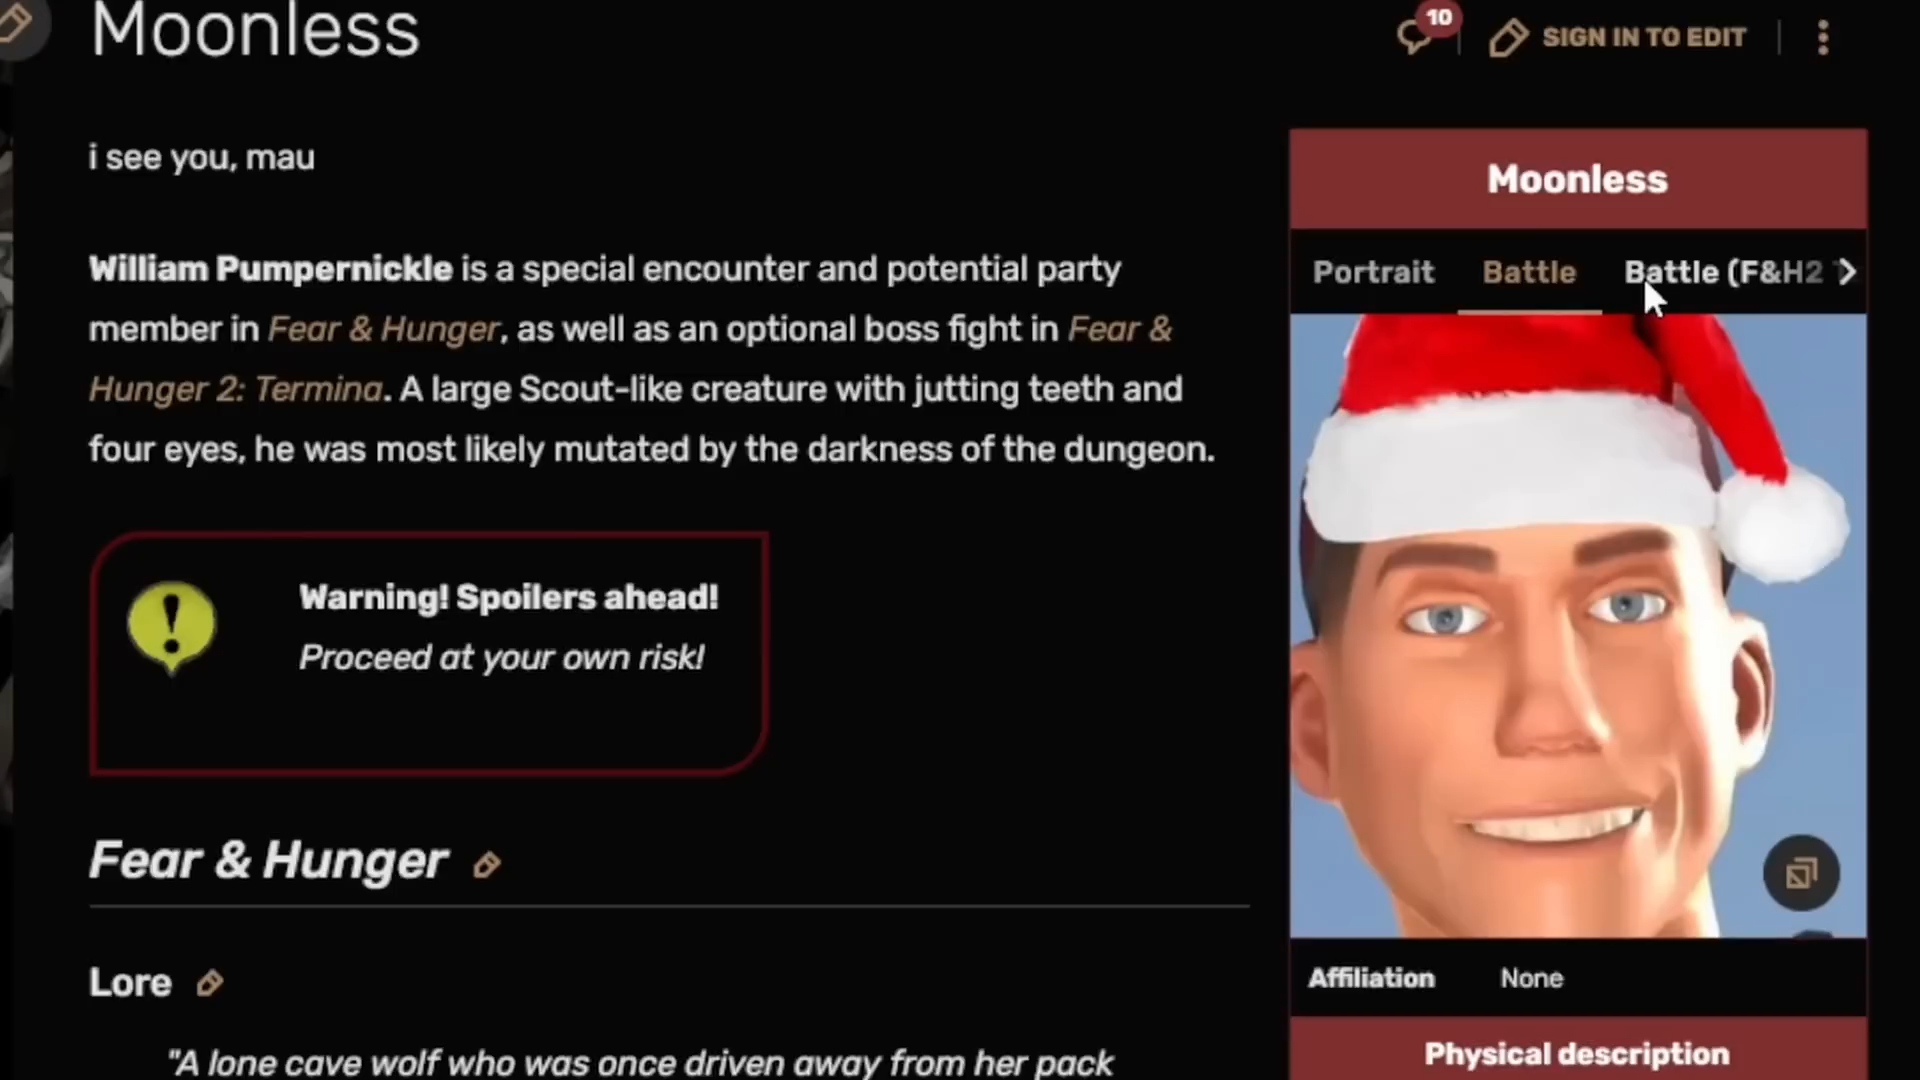 Moonless
10
SIGN IN TO EDIT
i see you, mau
William Pumpernickle is a special encounter and potential party
member in Fear & Hunger, as well as an optional boss fight in Fear &
Hunger 2: Termina. A large Scout-like creature with jutting teeth and
four eyes, he was most likely mutated by the darkness of the dungeon.
Warning! Spoilers ahead!
Proceed at your own risk!
Fear & Hunger
Lore
"A lone cave wolf who was once driven away from her pack
Moonless
Portrait
Battle
Battle (F&H2
Affiliation None
Physical description